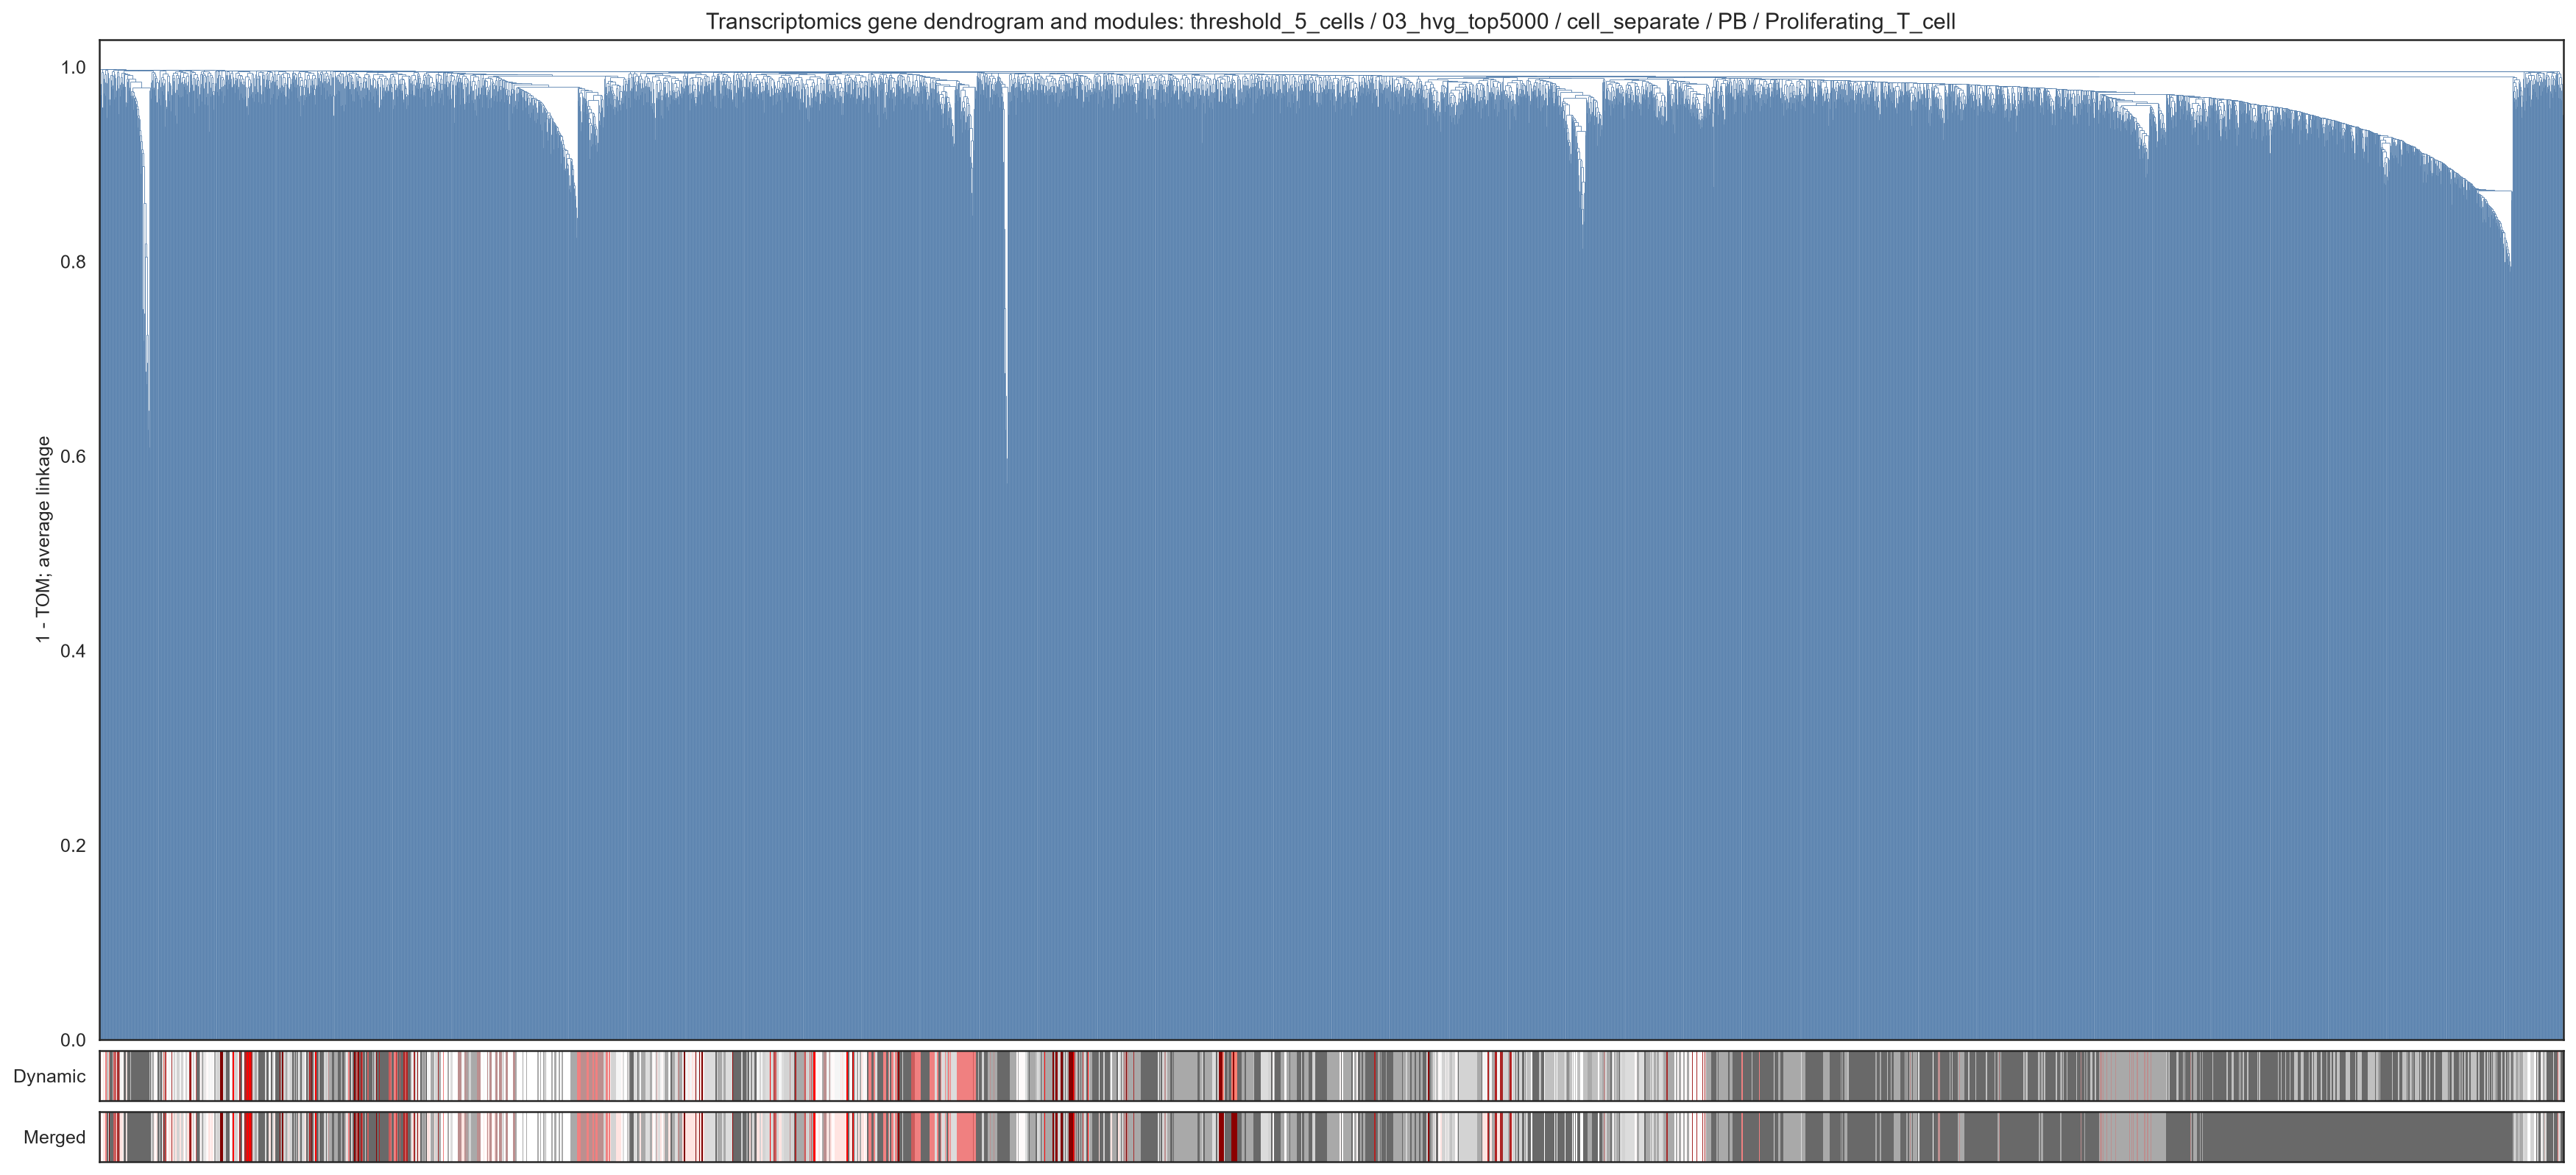 Transcriptomics gene dendrogram and modules: threshold_5_cells / 03_hvg_top5000 / cell_separate / PB / Proliferating_T_cell
1.0
0.8
0.6
0.4
0.2
0.0
1 - TOM; average linkage
Dynamic
Merged